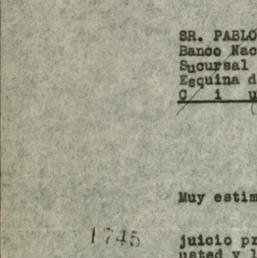 SR. PABLO
Banco Nac
Sucursal
Esquina d
C i u
Muy estim
1745
juicio pr
usted y l